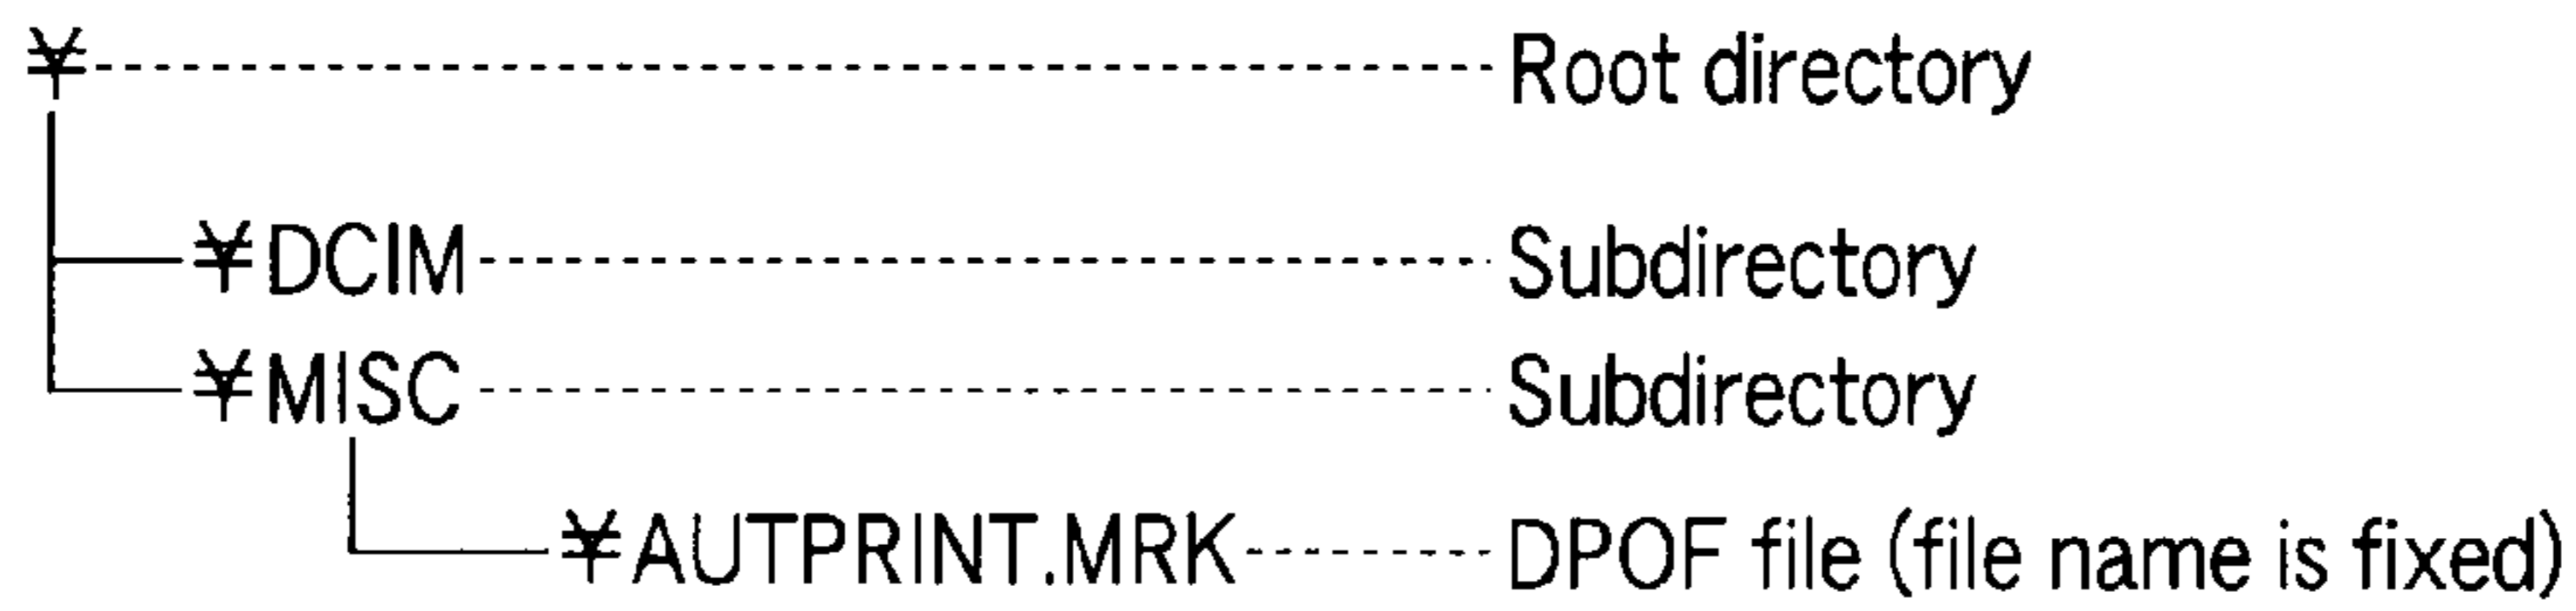 ¥ Root directory
¥DCIM Subdirectory
¥MISC Subdirectory
¥AUTPRINT.MRK DPOF file (file name is fixed)